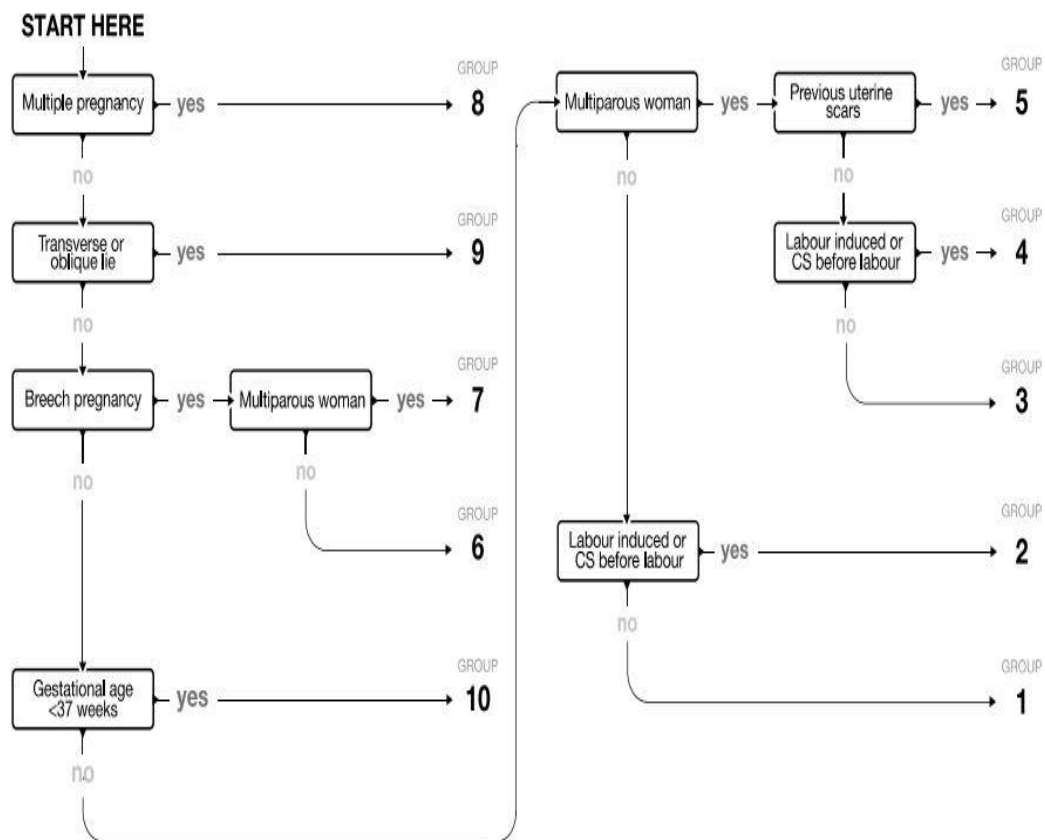 START HERE
Multiple pregnancy
yes
GROUP
8
no
Transverse or
oblique lie
yes
GROUP
9
no
Breech pregnancy
yes
Multiparous woman
yes
GROUP
7
no
GROUP
6
no
Gestational age
<37 weeks
yes
GROUP
10
no
Multiparous woman
yes
Previous uterine
scars
yes
GROUP
5
no
Labour induced or
CS before labour
yes
GROUP
4
no
GROUP
3
no
Labour induced or
CS before labour
yes
GROUP
2
no
GROUP
1